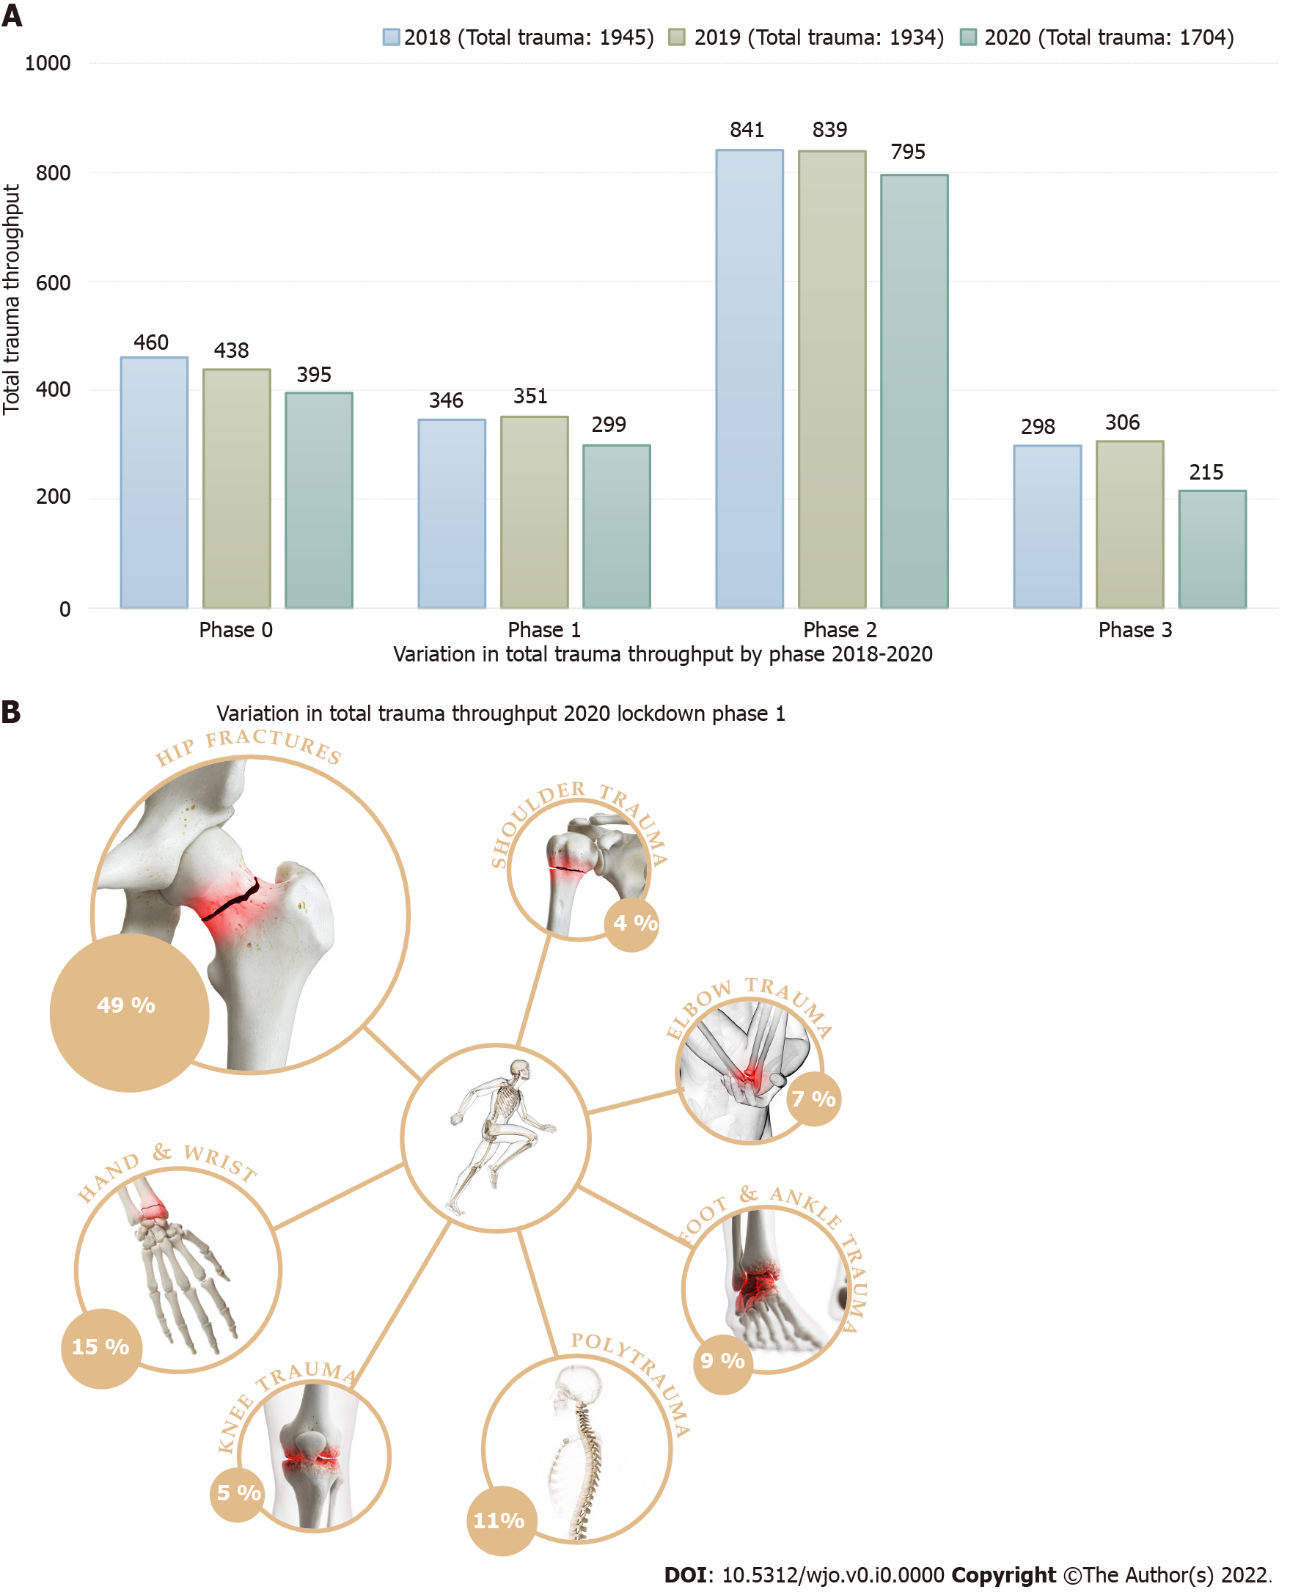 A
2018 (Total trauma: 1945) 2019 (Total trauma: 1934) 2020 (Total trauma: 1704)
Total trauma throughput
1000
800
600
400
200
0
460 438 395
346 351 299
841 839 795
298 306 215
Phase 0 Phase 1 Phase 2 Phase 3
Variation in total trauma throughput by phase 2018-2020
B
Variation in total trauma throughput 2020 lockdown phase 1
HIP FRACTURES
49 %
SHOULDER TRAUMA
4 %
ELBOW TRAUMA
7 %
HAND & WRIST
15 %
FOOT & ANKLE TRAUMA
9 %
KNEE TRAUMA
5 %
POLYTRAUMA
11%
DOI: 10.5312/wjo.v0.i0.0000 Copyright ©The Author(s) 2022.